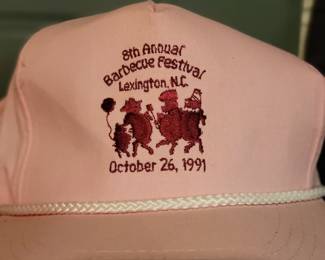 8th Annual
Barbecue Festival
Lexington, N.C.
October 26, 1991